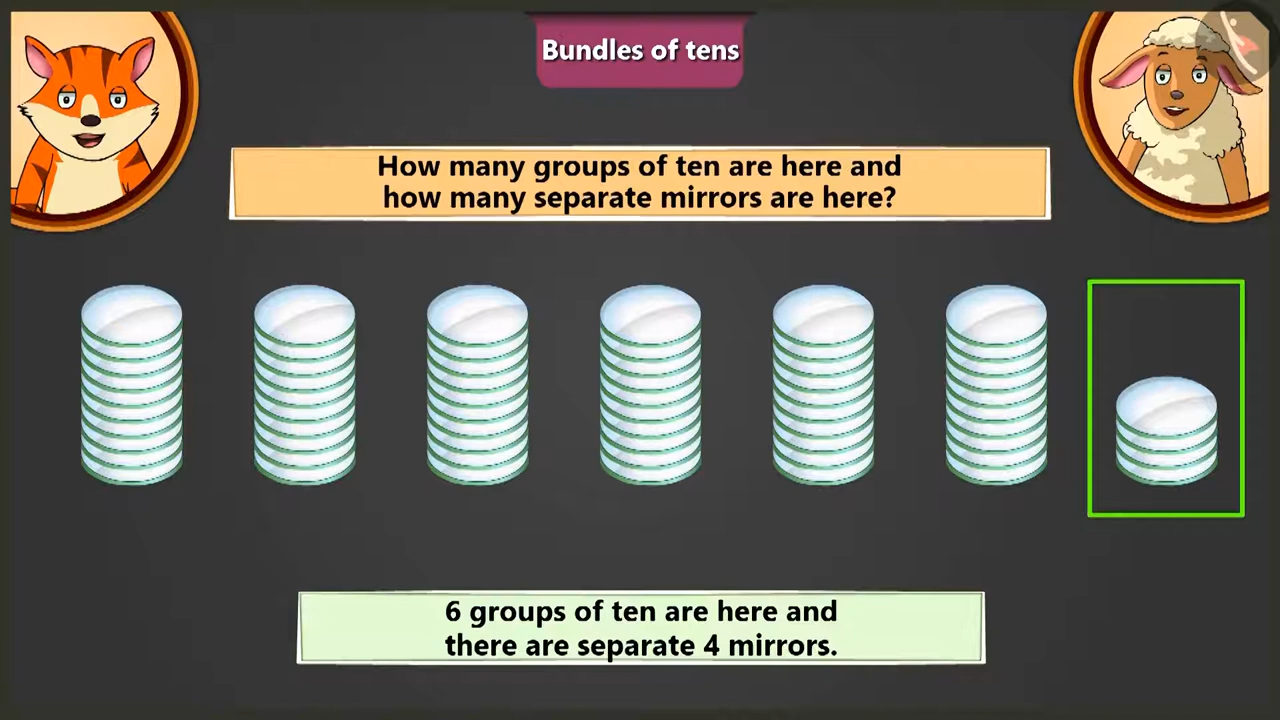 Bundles of tens
How many groups of ten are here and
how many separate mirrors are here?
6 groups of ten are here and
there are separate 4 mirrors.